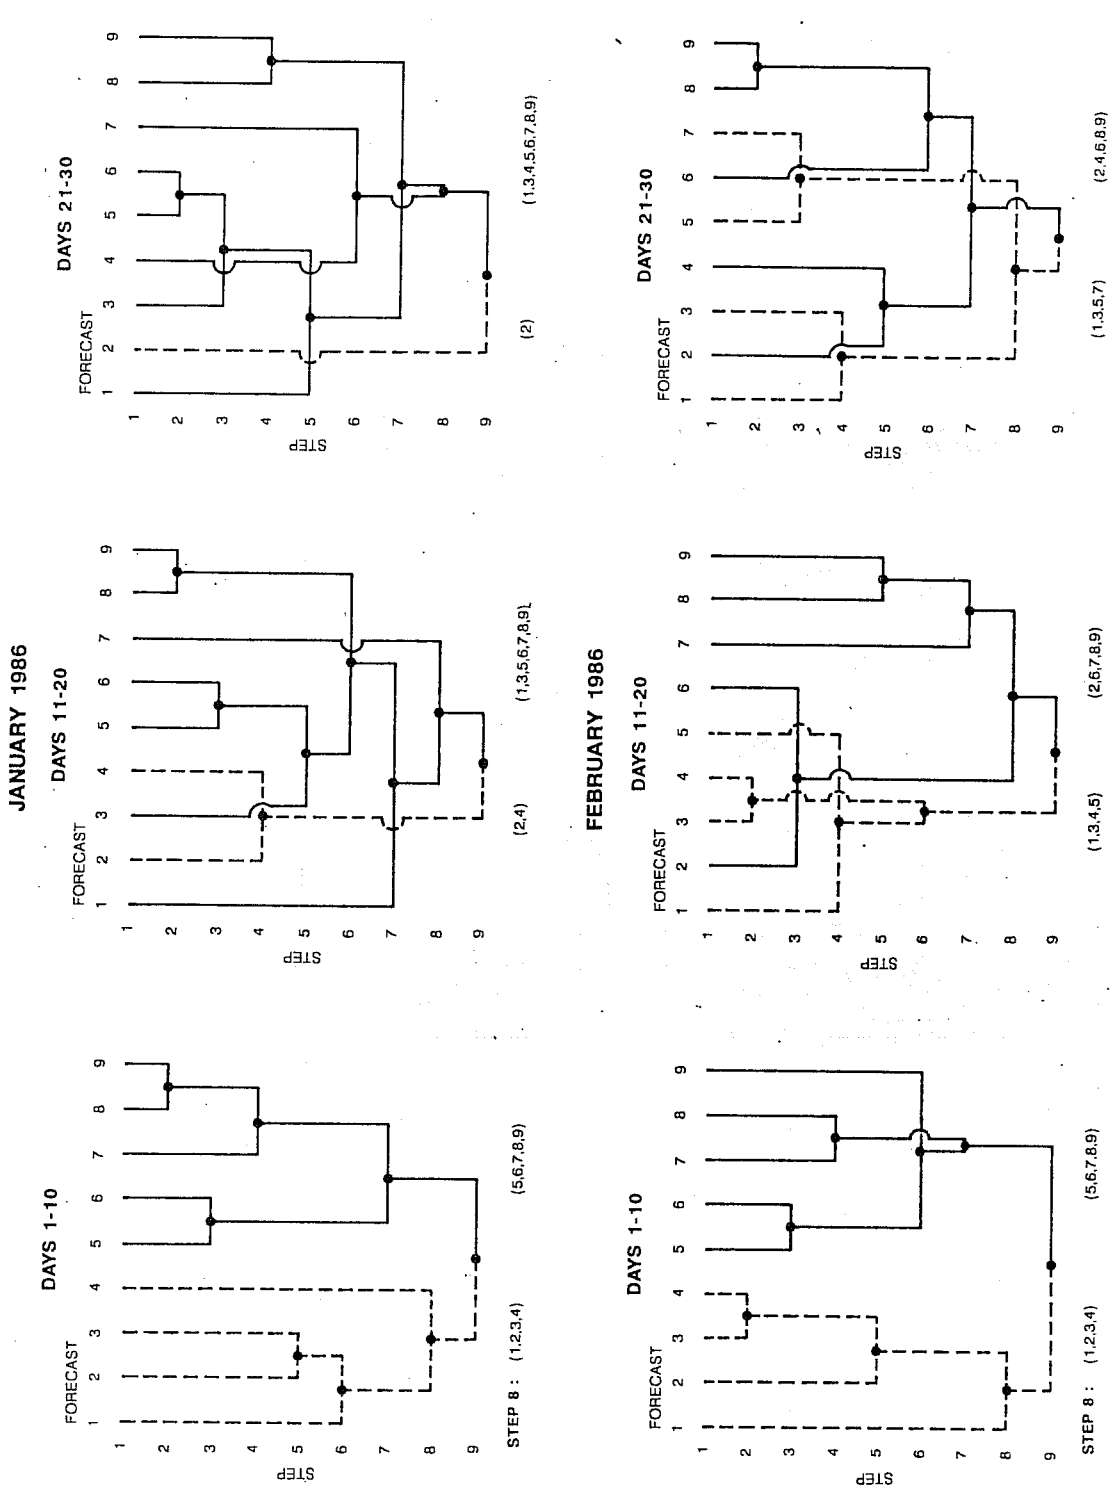 JANUARY 1986
DAYS 1-10
FORECAST
1 2 3 4 5 6 7 8 9
1
2
3
4
5
6
7
8
9
STEP
STEP 8 : (1,2,3,4) (5,6,7,8,9)
DAYS 11-20
FORECAST
1 2 3 4 5 6 7 8 9
1
2
3
4
5
6
7
8
9
STEP
(2,4) (1,3,5,6,7,8,9)
DAYS 21-30
FORECAST
1 2 3 4 5 6 7 8 9
1
2
3
4
5
6
7
8
9
STEP
(2) (1,3,4,5,6,7,8,9)
FEBRUARY 1986
DAYS 1-10
FORECAST
1 2 3 4 5 6 7 8 9
1
2
3
4
5
6
7
8
9
STEP
STEP 8 : (1,2,3,4) (5,6,7,8,9)
DAYS 11-20
FORECAST
1 2 3 4 5 6 7 8 9
1
2
3
4
5
6
7
8
9
STEP
(1,3,4,5) (2,6,7,8,9)
DAYS 21-30
FORECAST
1 2 3 4 5 6 7 8 9
1
2
3
4
5
6
7
8
9
STEP
(1,3,5,7) (2,4,6,8,9)